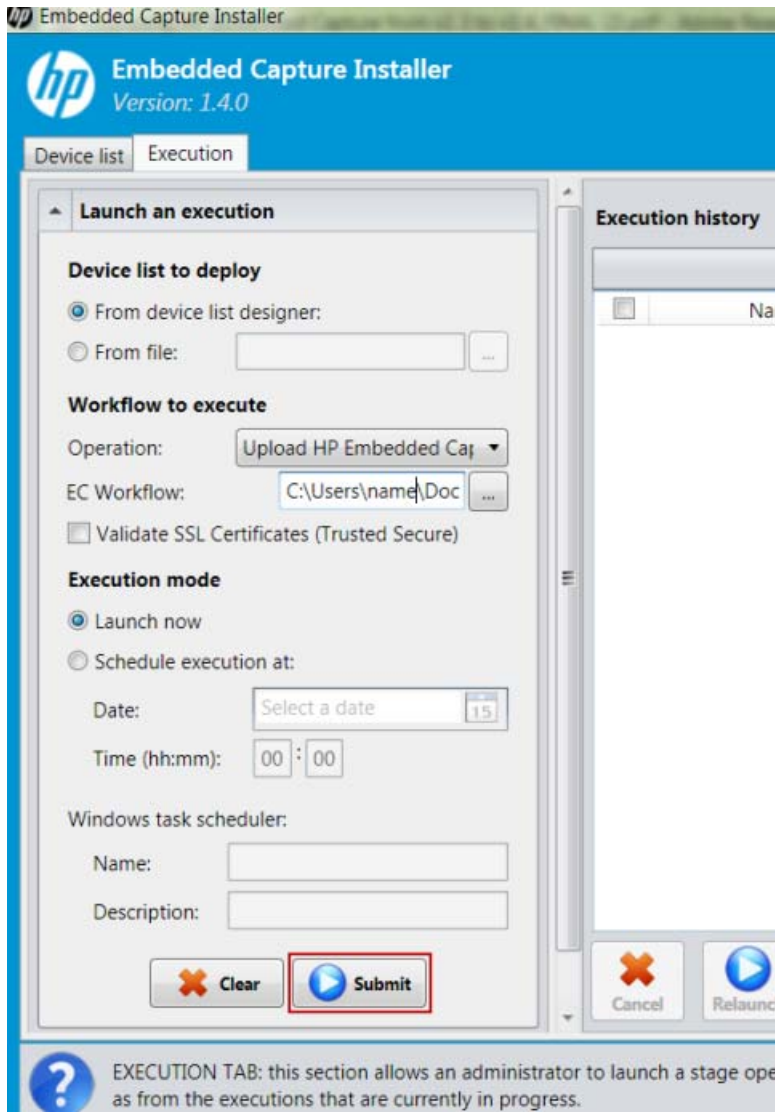 hp Embedded Capture Installer
hp
Embedded Capture Installer
Version: 1.4.0
Device list
Execution
Launch an execution
Device list to deploy
From device list designer:
From file:
...
Workflow to execute
Operation:
Upload HP Embedded Cap
EC Workflow:
C:\Users\name\Doc
...
Validate SSL Certificates (Trusted Secure)
Execution mode
Launch now
Schedule execution at:
Date:
Select a date
15
Time (hh:mm):
00 : 00
Windows task scheduler:
Name:
Description:
Clear
Submit
Execution history
Na
Cancel
Relaunc
? EXECUTION TAB: this section allows an administrator to launch a stage ope
as from the executions that are currently in progress.